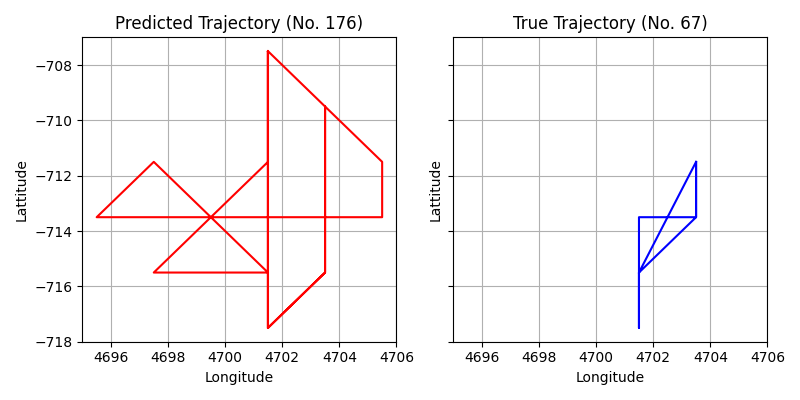 Predicted Trajectory (No. 176)
True Trajectory (No. 67)
−708
−710
−712
−714
−716
−718
Lattitude
Lattitude
4696 4698 4700 4702 4704 4706
4696 4698 4700 4702 4704 4706
Longitude
Longitude